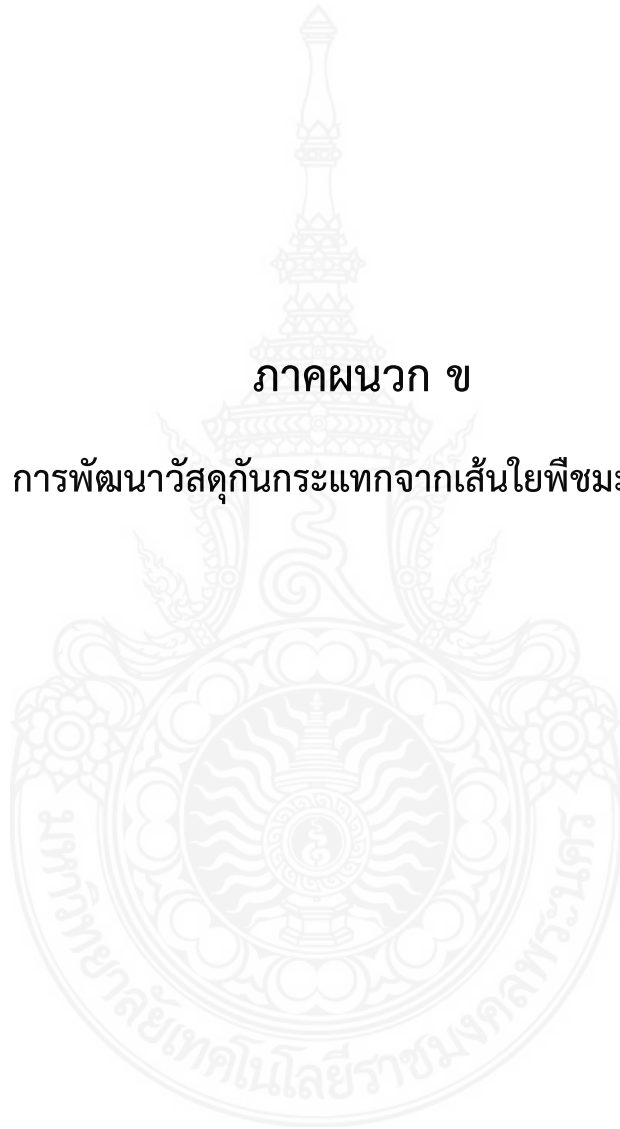 ภาคผนวก ข
การพัฒนาวัสดุกันกระแทกจากเส้นใยพืช
มหาวิทยาลัยเทคโนโลยีราชมงคลพระนคร